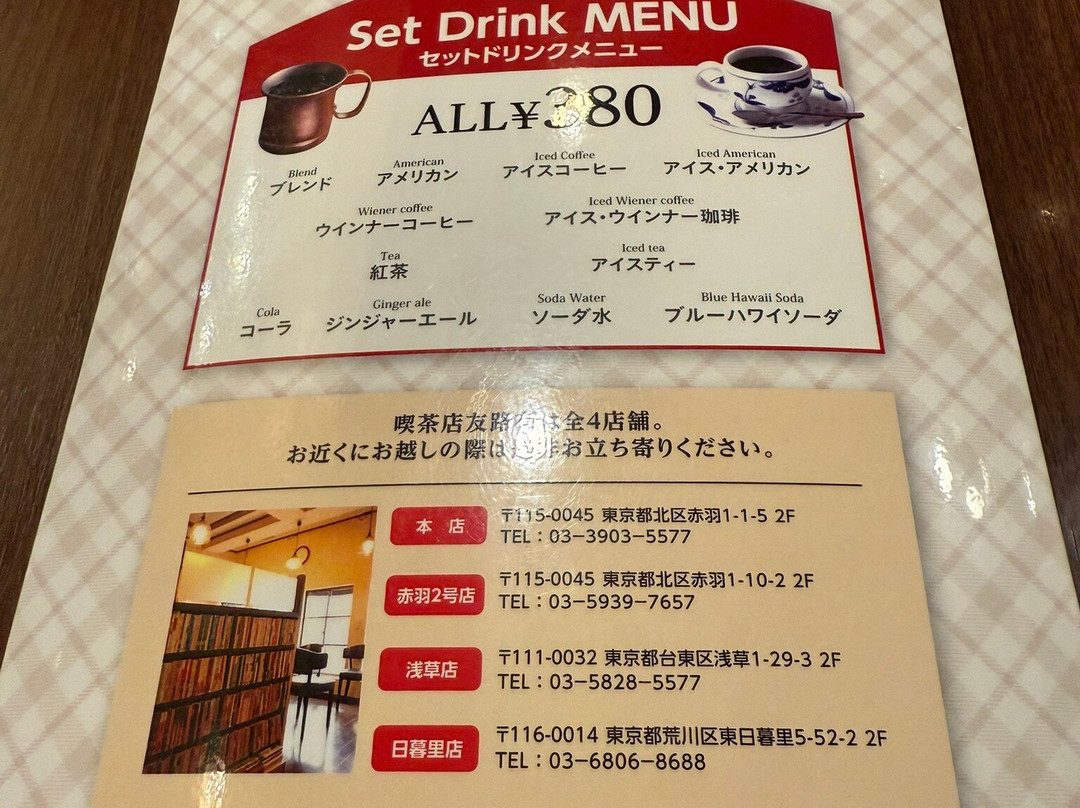 Set Drink MENU
セットドリンクメニュー
ALL¥380
Blend American Iced Coffee Iced American
ブレンド アメリカン アイスコーヒー アイス・アメリカン
Wiener coffee Iced Wiener coffee
ウインナーコーヒー アイス・ウインナー珈琲
Tea Iced tea
紅茶 アイスティー
Cola Ginger ale Soda Water Blue Hawaii Soda
コーラ ジンジャーエール ソーダ水 ブルーハワイソーダ
喫茶店友路有は全4店舗。
お近くにお越しの際は是非お立ち寄りください。
本店 〒115-0045 東京都北区赤羽1-1-5 2F
TEL：03-3903-5577
赤羽2号店 〒115-0045 東京都北区赤羽1-10-2 2F
TEL：03-5939-7657
浅草店 〒111-0032 東京都台東区浅草1-29-3 2F
TEL：03-5828-5577
日暮里店 〒116-0014 東京都荒川区東日暮里5-52-2 2F
TEL：03-6806-8688